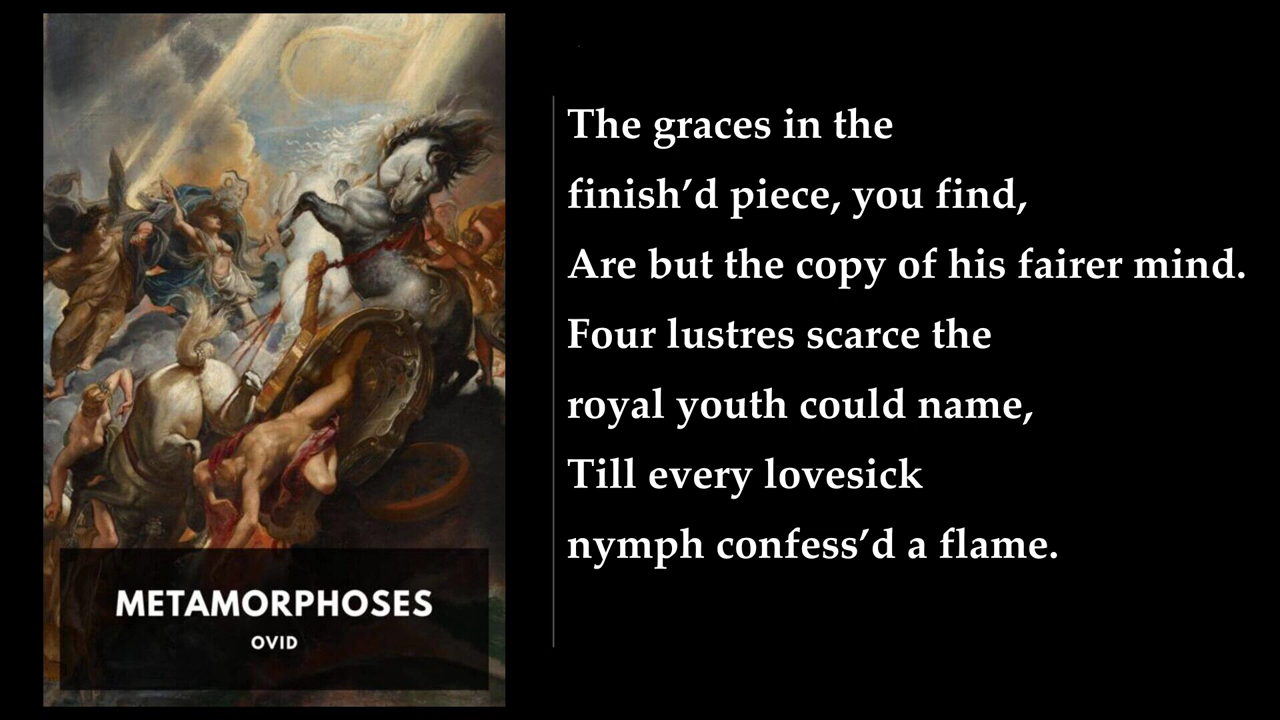 METAMORPHOSES
OVID
The graces in the
finish’d piece, you find,
Are but the copy of his fairer mind.
Four lustres scarce the
royal youth could name,
Till every lovesick
nymph confess’d a flame.